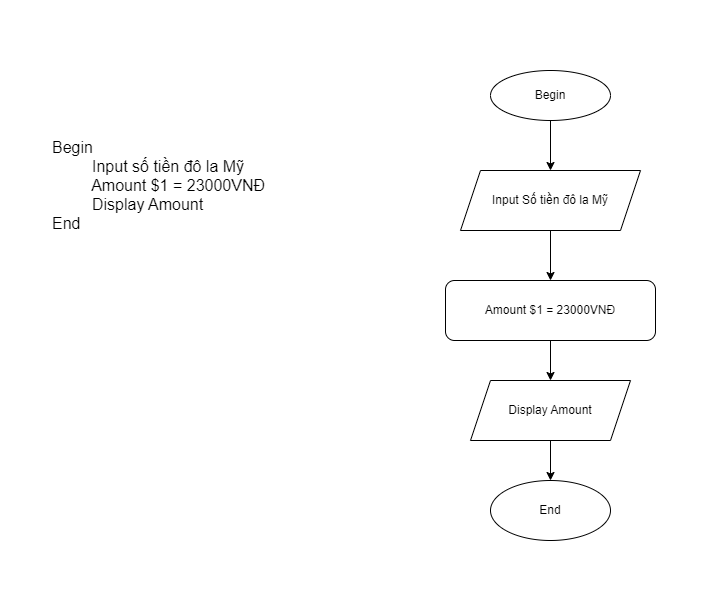 Begin
Input số tiền đô la Mỹ
Amount $1 = 23000VNĐ
Display Amount
End
Begin
Input Số tiền đô la Mỹ
Amount $1 = 23000VNĐ
Display Amount
End